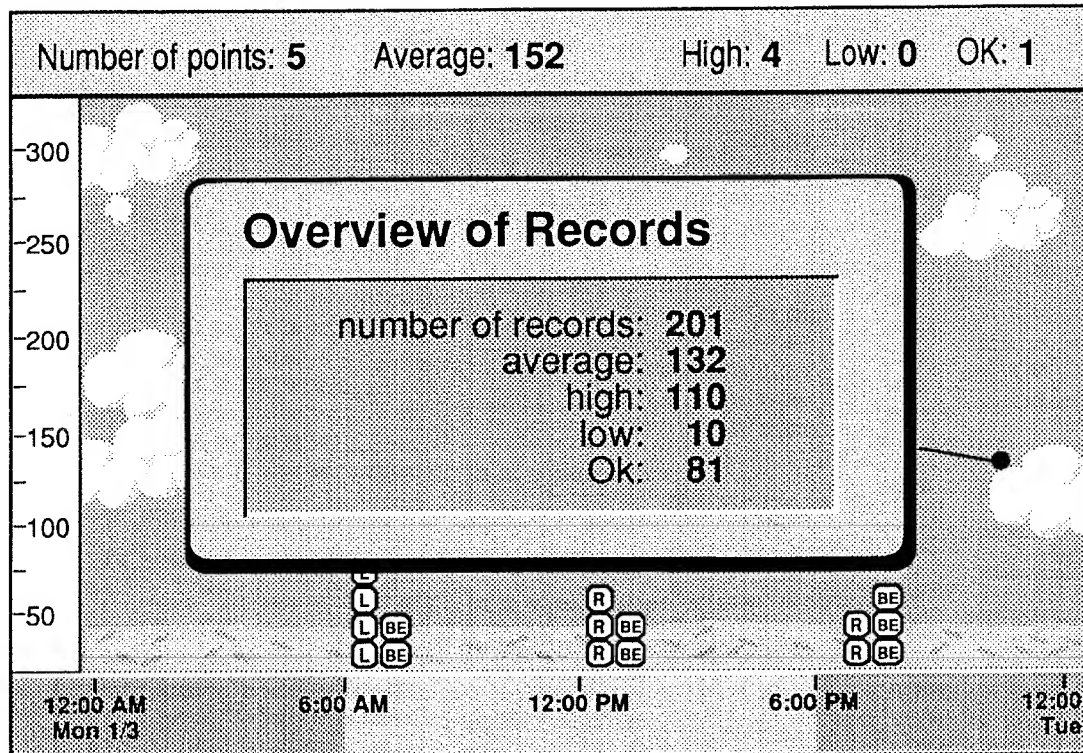 Number of points: 5 Average: 152 High: 4 Low: 0 OK: 1
300
250
200
150
100
50
Overview of Records
number of records: 201
average: 132
high: 110
low: 10
Ok: 81
L
L R BE
L BE R BE R BE
L BE R BE R BE
12:00 AM 6:00 AM 12:00 PM 6:00 PM 12:00
Mon 1/3 Tue